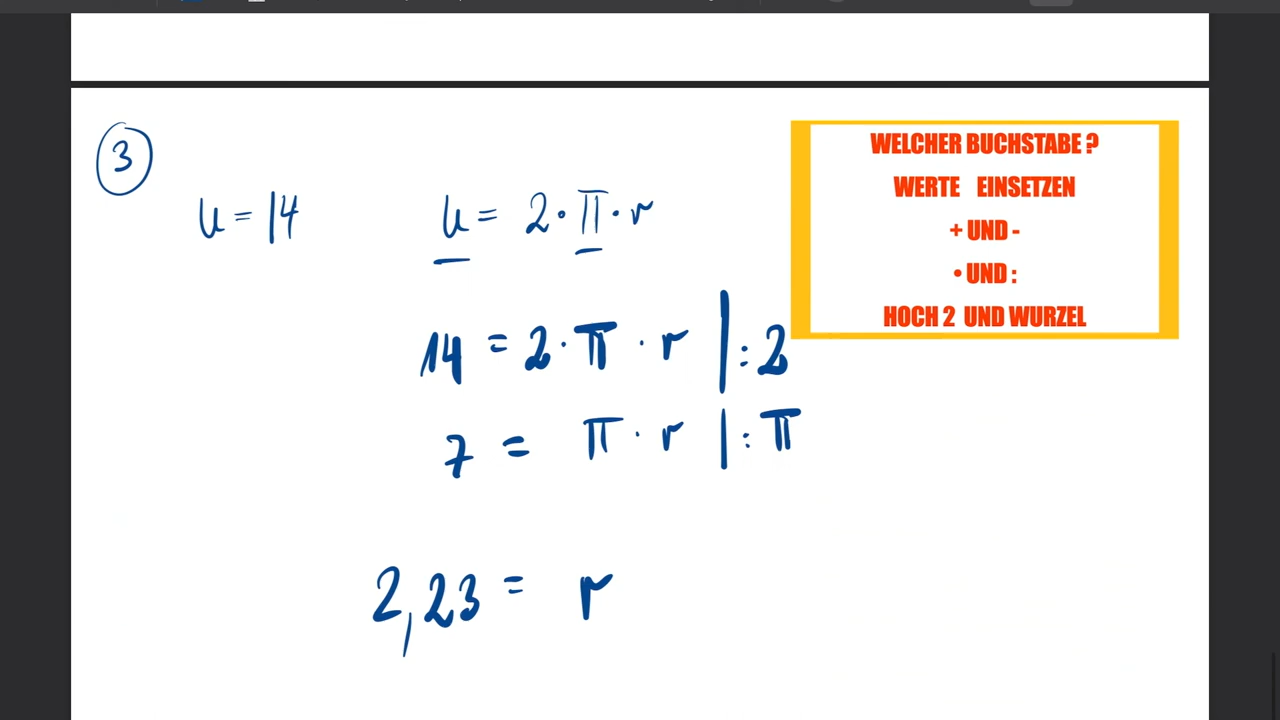 3
u = 14
u = 2 · π · r
WELCHER BUCHSTABE ?
WERTE EINSETZEN
+ UND -
• UND :
HOCH 2 UND WURZEL
14 = 2 · π · r | : 2
7 = π · r | : π
2,23 = r